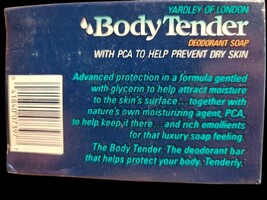 YARDLEY OF LONDON
Body Tender
DEODORANT SOAP
WITH PCA TO HELP PREVENT DRY SKIN
Advanced protection in a formula gentled
with glycerin to help attract moisture
to the skin's surface... together with
nature's own moisturizing agent, PCA,
to help keep it there... and rich emollients
for that luxury soap feeling.
The Body Tender. The deodorant bar
that helps protect your body. Tenderly.